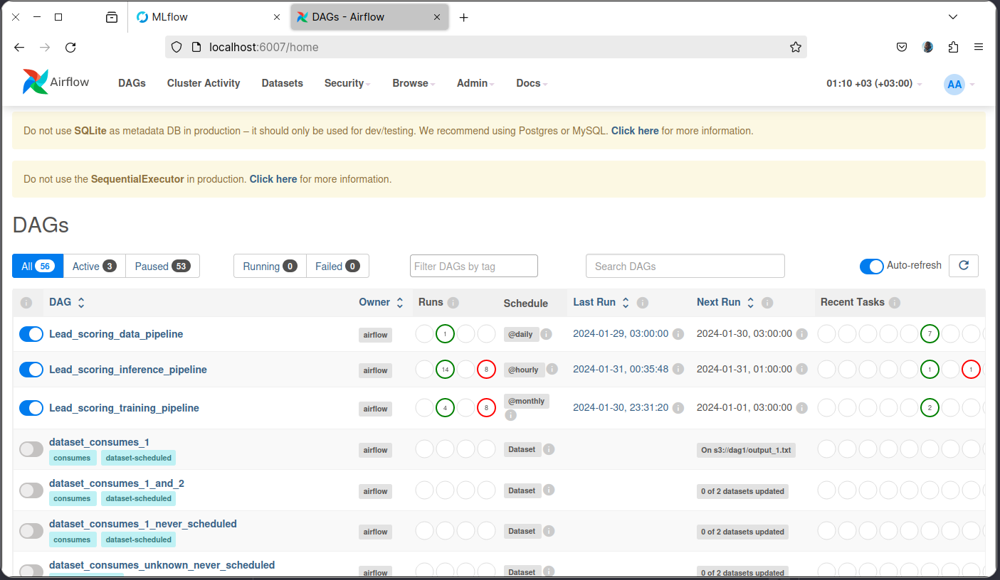 MLflow
DAGs - Airflow
localhost:6007/home
Airflow DAGs Cluster Activity Datasets Security Browse Admin Docs 01:10 +03 (+03:00) AA
Do not use SQLite as metadata DB in production – it should only be used for dev/testing. We recommend using Postgres or MySQL. Click here for more information.
Do not use the SequentialExecutor in production. Click here for more information.
DAGs
All 56 Active 3 Paused 53 Running 0 Failed 0 Filter DAGs by tag Search DAGs Auto-refresh
i DAG Owner Runs i Schedule Last Run i Next Run i Recent Tasks i
Lead_scoring_data_pipeline airflow 1 @daily i 2024-01-29, 03:00:00 i 2024-01-30, 03:00:00 i 7
Lead_scoring_inference_pipeline airflow 14 8 @hourly i 2024-01-31, 00:35:48 i 2024-01-31, 01:00:00 i 1 1
Lead_scoring_training_pipeline airflow 4 8 @monthly i 2024-01-30, 23:31:20 i 2024-01-01, 03:00:00 i 2
dataset_consumes_1 airflow Dataset i On s3://dag1/output_1.txt
consumes dataset-scheduled
dataset_consumes_1_and_2 airflow Dataset i 0 of 2 datasets updated
consumes dataset-scheduled
dataset_consumes_1_never_scheduled airflow Dataset i 0 of 2 datasets updated
consumes dataset-scheduled
dataset_consumes_unknown_never_scheduled airflow Dataset i 0 of 2 datasets updated